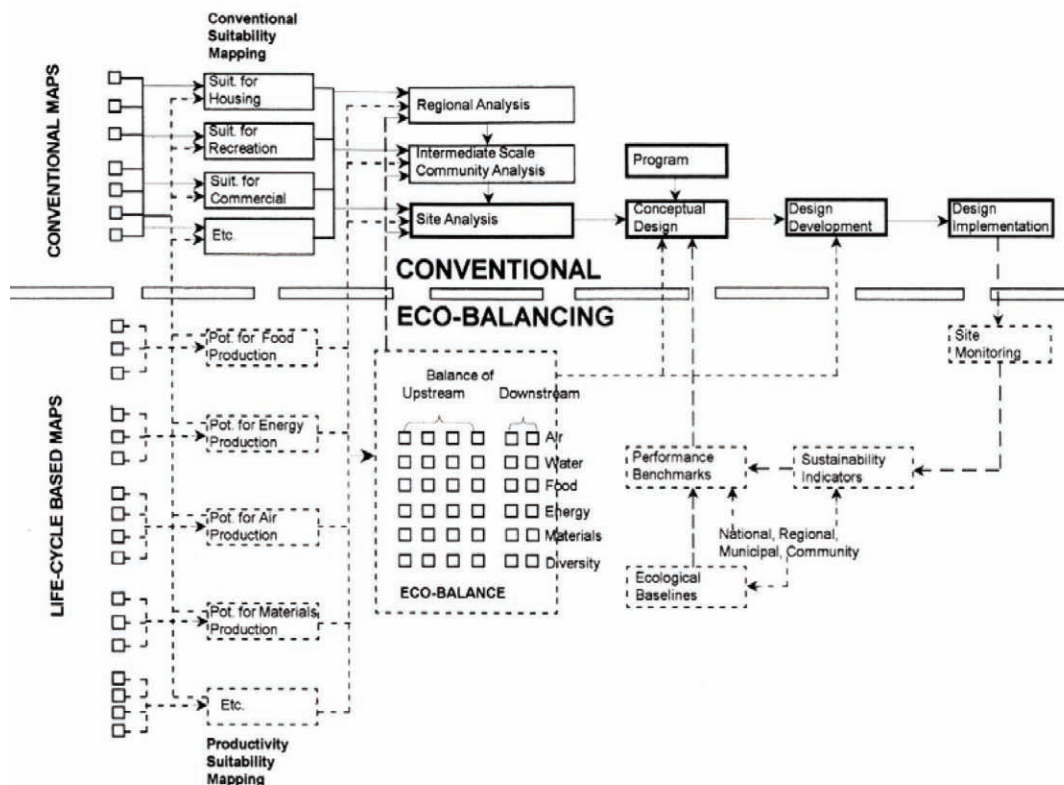 Conventional
Suitability
Mapping
CONVENTIONAL MAPS
Suit. for
Housing
Suit. for
Recreation
Suit. for
Commercial
Etc.
Regional Analysis
Intermediate Scale
Community Analysis
Site Analysis
Program
Conceptual
Design
Design
Development
Design
Implementation
CONVENTIONAL
ECO-BALANCING
LIFE-CYCLE BASED MAPS
Pot. for Food
Production
Pot. for Energy
Production
Pot. for Air
Production
Pot. for Materials
Production
Etc.
Productivity
Suitability
Mapping
Balance of
Upstream Downstream
Air
Water
Food
Energy
Materials
Diversity
ECO-BALANCE
Site
Monitoring
Performance
Benchmarks
Sustainability
Indicators
National, Regional,
Municipal, Community
Ecological
Baselines